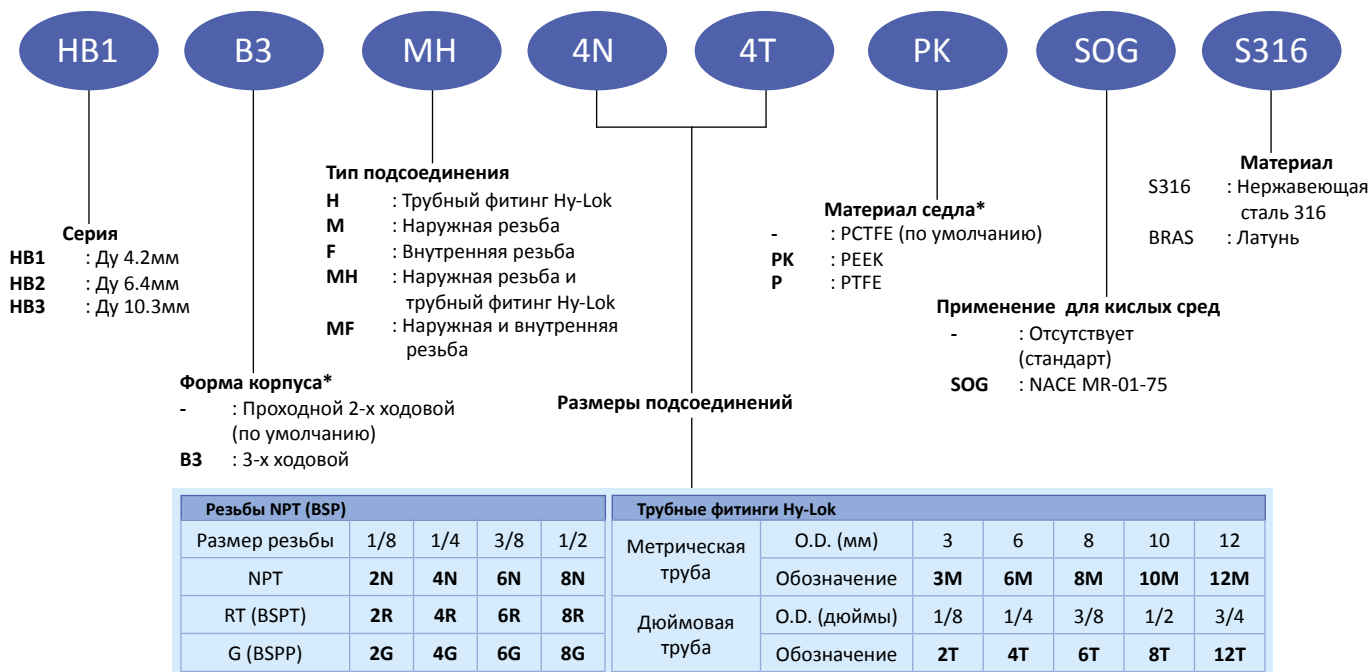 HB1 B3 MH 4N 4T PK SOG S316
Серия
HB1 : Ду 4.2мм
HB2 : Ду 6.4мм
HB3 : Ду 10.3мм
Форма корпуса*
- : Проходной 2-х ходовой
(по умолчанию)
B3 : 3-х ходовой
Тип подсоединения
H : Трубный фитинг Hy-Lok
M : Наружная резьба
F : Внутренняя резьба
MH : Наружная резьба и
трубный фитинг Hy-Lok
MF : Наружная и внутренняя
резьба
Размеры подсоединений
Материал седла*
- : PCTFE (по умолчанию)
PK : PEEK
P : PTFE
Применение для кислых сред
- : Отсутствует
(стандарт)
SOG : NACE MR-01-75
Материал
S316 : Нержавеющая
сталь 316
BRAS : Латунь
Резьбы NPT (BSP)
Размер резьбы 1/8 1/4 3/8 1/2
NPT 2N 4N 6N 8N
RT (BSPT) 2R 4R 6R 8R
G (BSPP) 2G 4G 6G 8G
Трубные фитинги Hy-Lok
Метрическая труба O.D. (мм) 3 6 8 10 12
Обозначение 3M 6M 8M 10M 12M
Дюймовая труба O.D. (дюймы) 1/8 1/4 3/8 1/2 3/4
Обозначение 2T 4T 6T 8T 12T